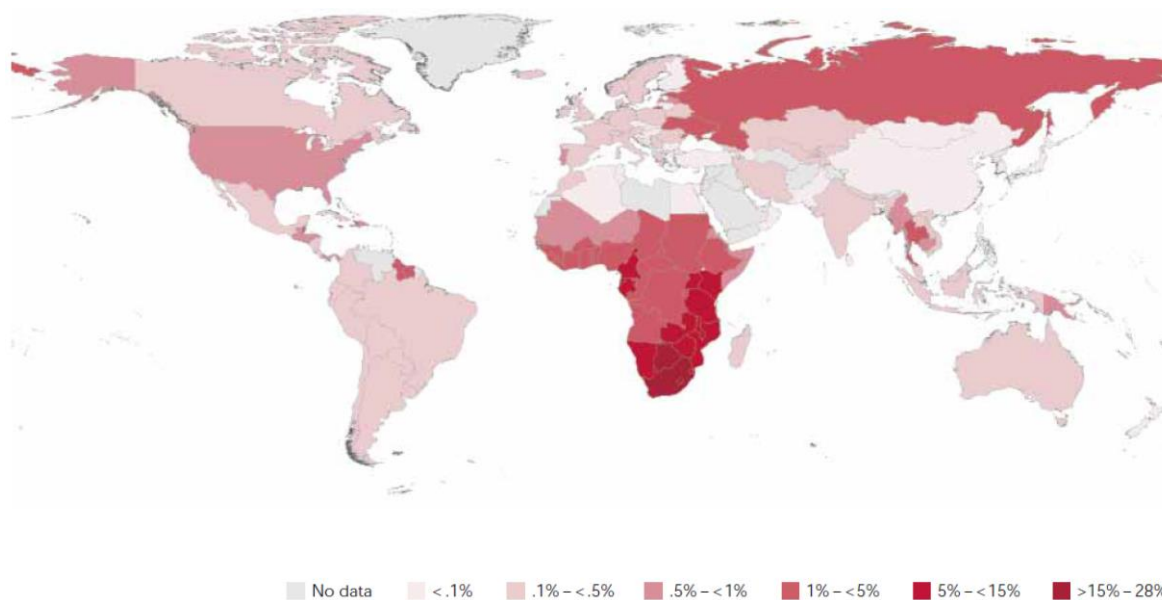 No data < .1% .1% – < .5% .5% – <1% 1% – <5% 5% – <15% >15% – 28%